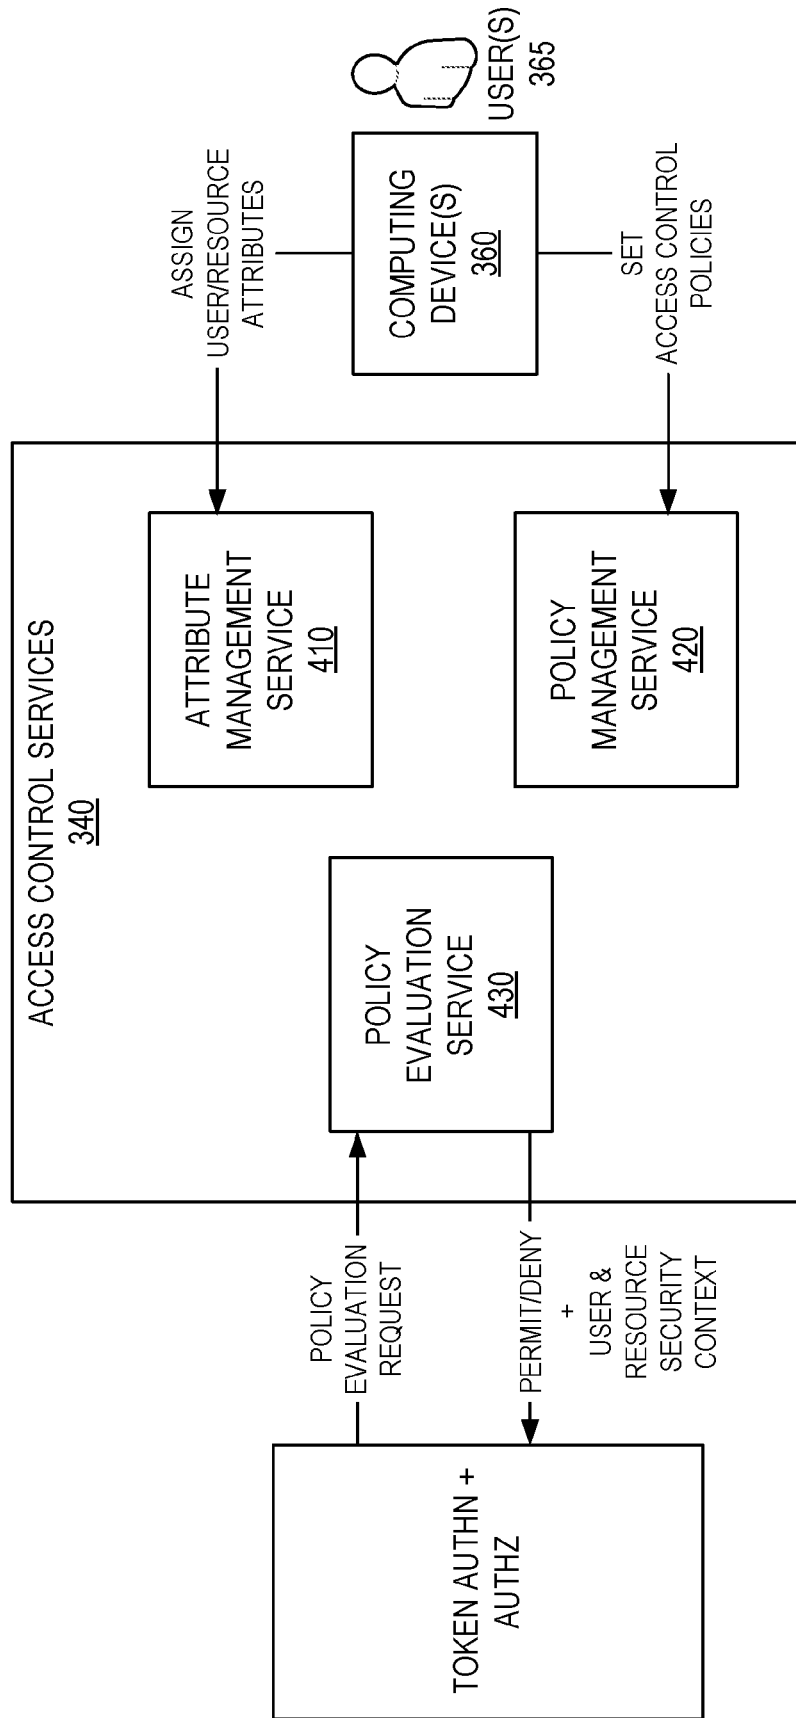 ACCESS CONTROL SERVICES
340
TOKEN AUTHN +
AUTHZ
POLICY
EVALUATION
REQUEST
PERMIT/DENY
+
USER &
RESOURCE
SECURITY
CONTEXT
POLICY
EVALUATION
SERVICE
430
ATTRIBUTE
MANAGEMENT
SERVICE
410
POLICY
MANAGEMENT
SERVICE
420
ASSIGN
USER/RESOURCE
ATTRIBUTES
COMPUTING
DEVICE(S)
360
SET
ACCESS CONTROL
POLICIES
USER(S)
365